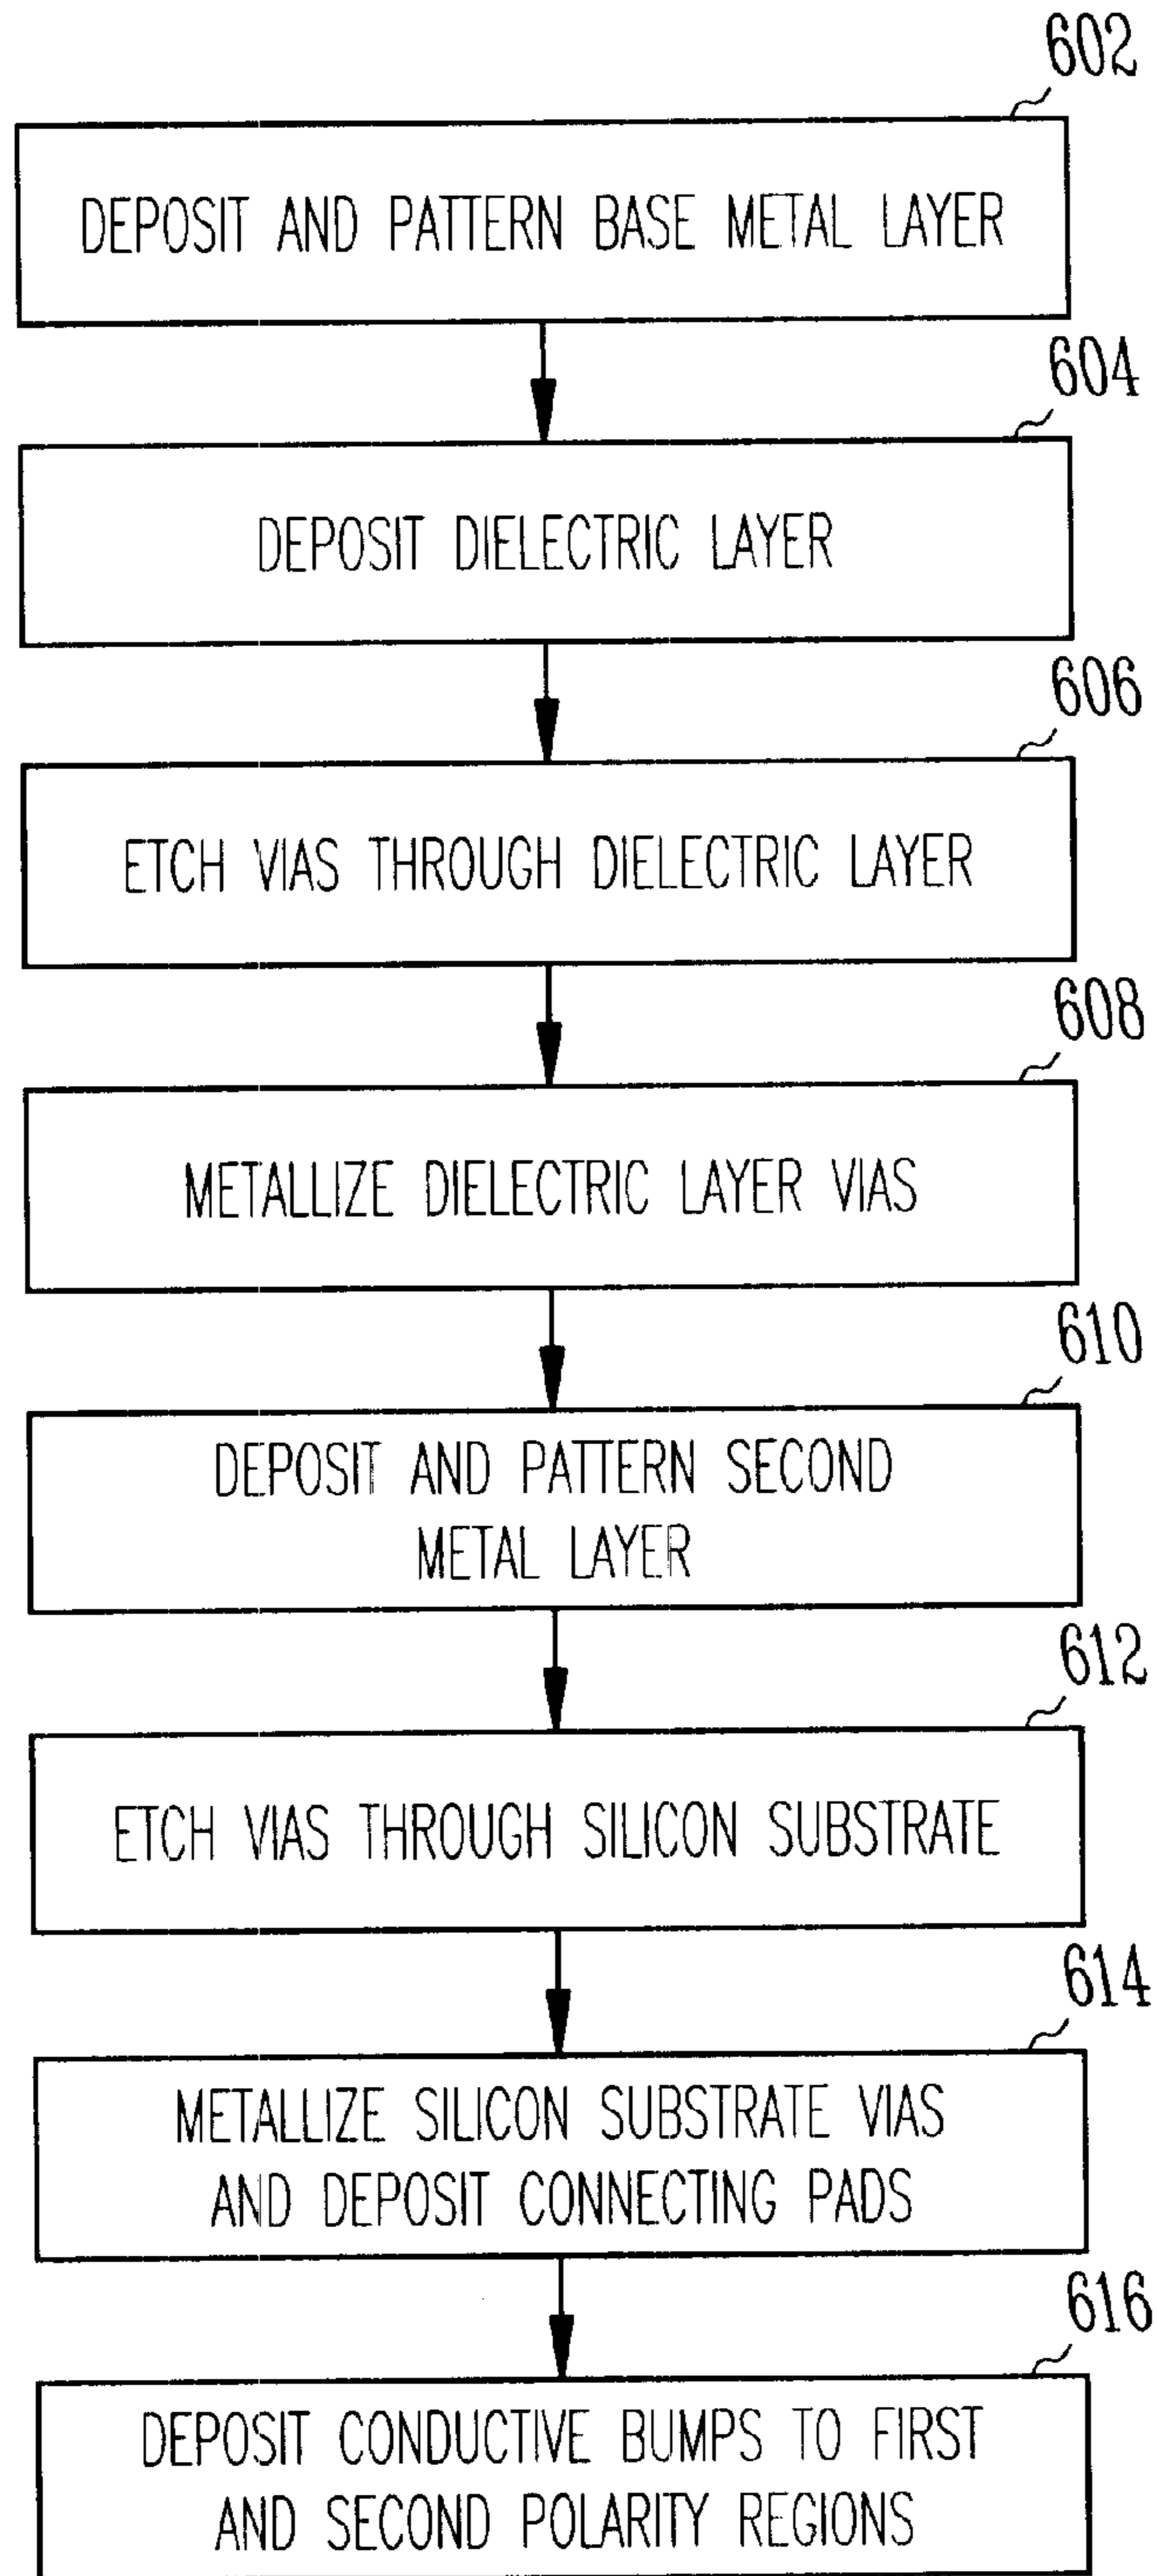 602
DEPOSIT AND PATTERN BASE METAL LAYER
604
DEPOSIT DIELECTRIC LAYER
606
ETCH VIAS THROUGH DIELECTRIC LAYER
608
METALLIZE DIELECTRIC LAYER VIAS
610
DEPOSIT AND PATTERN SECOND
METAL LAYER
612
ETCH VIAS THROUGH SILICON SUBSTRATE
614
METALLIZE SILICON SUBSTRATE VIAS
AND DEPOSIT CONNECTING PADS
616
DEPOSIT CONDUCTIVE BUMPS TO FIRST
AND SECOND POLARITY REGIONS